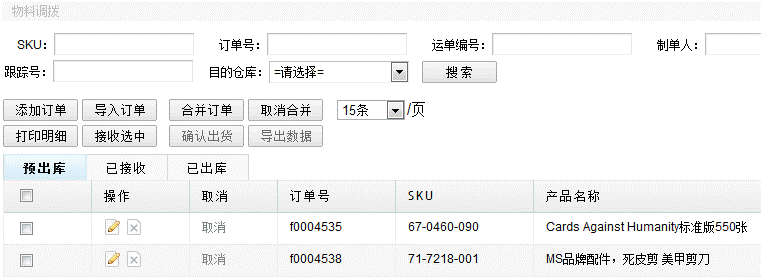 物料调拨
SKU: 订单号: 运单编号: 制单人:
跟踪号: 目的仓库: =请选择= 搜 索
添加订单 导入订单 合并订单 取消合并 15条 /页
打印明细 接收选中 确认出货 导出数据
预出库 已接收 已出库
操作 取消 订单号 SKU 产品名称
取消 f0004535 67-0460-090 Cards Against Humanity标准版550张
取消 f0004538 71-7218-001 MS品牌配件，死皮剪 美甲剪刀